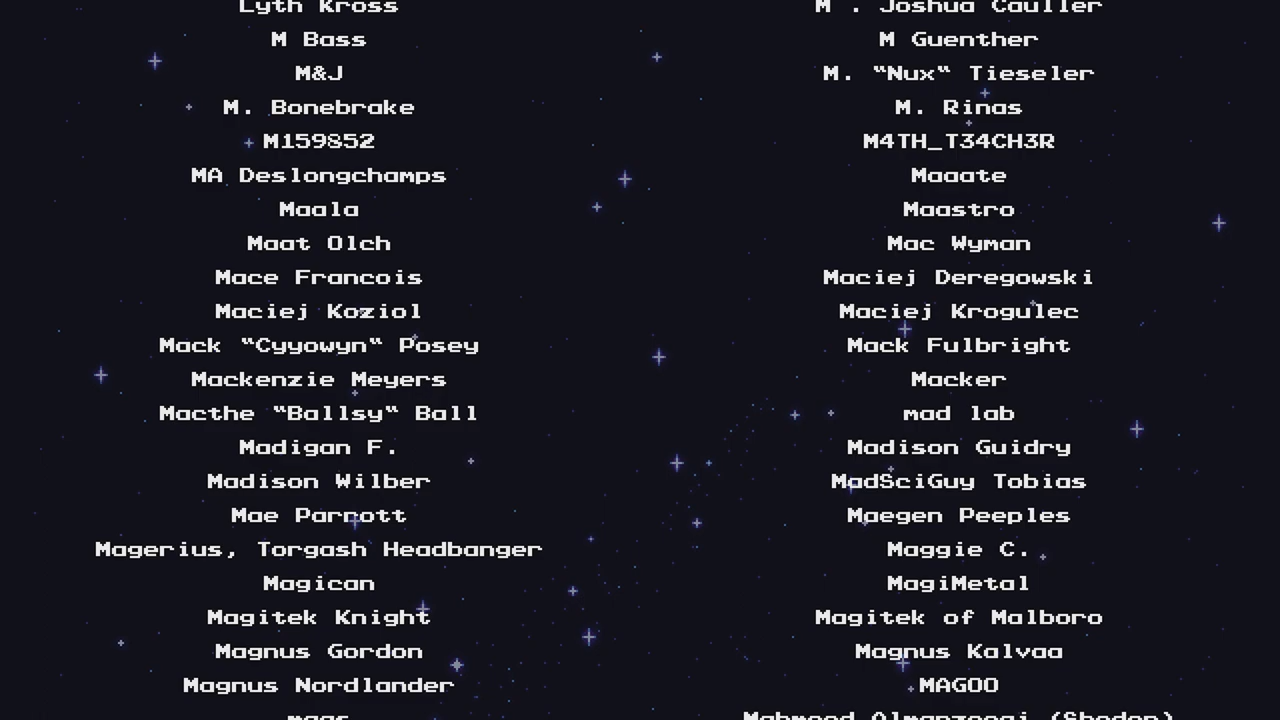 Lyth Kross
M . Joshua Cauller
M Bass
M Guenther
M&J
M. "Nux" Tieseler
M. Bonebrake
M. Rinas
M159852
M4TH_T34CH3R
MA Deslongchamps
Maaate
Maala
Maastro
Maat Olch
Mac Wyman
Mace Francois
Maciej Deregowski
Maciej Koziol
Maciej Krogulec
Mack "Cyyowyn" Posey
Mack Fulbright
Mackenzie Meyers
Macker
Macthe "Ballsy" Ball
mad lab
Madigan F.
Madison Guidry
Madison Wilber
MadSciGuy Tobias
Mae Parrott
Maegen Peeples
Magerius, Torgash Headbanger
Maggie C.
Magican
MagiMetal
Magitek Knight
Magitek of Malboro
Magnus Gordon
Magnus Kalvaa
Magnus Nordlander
MAGOO